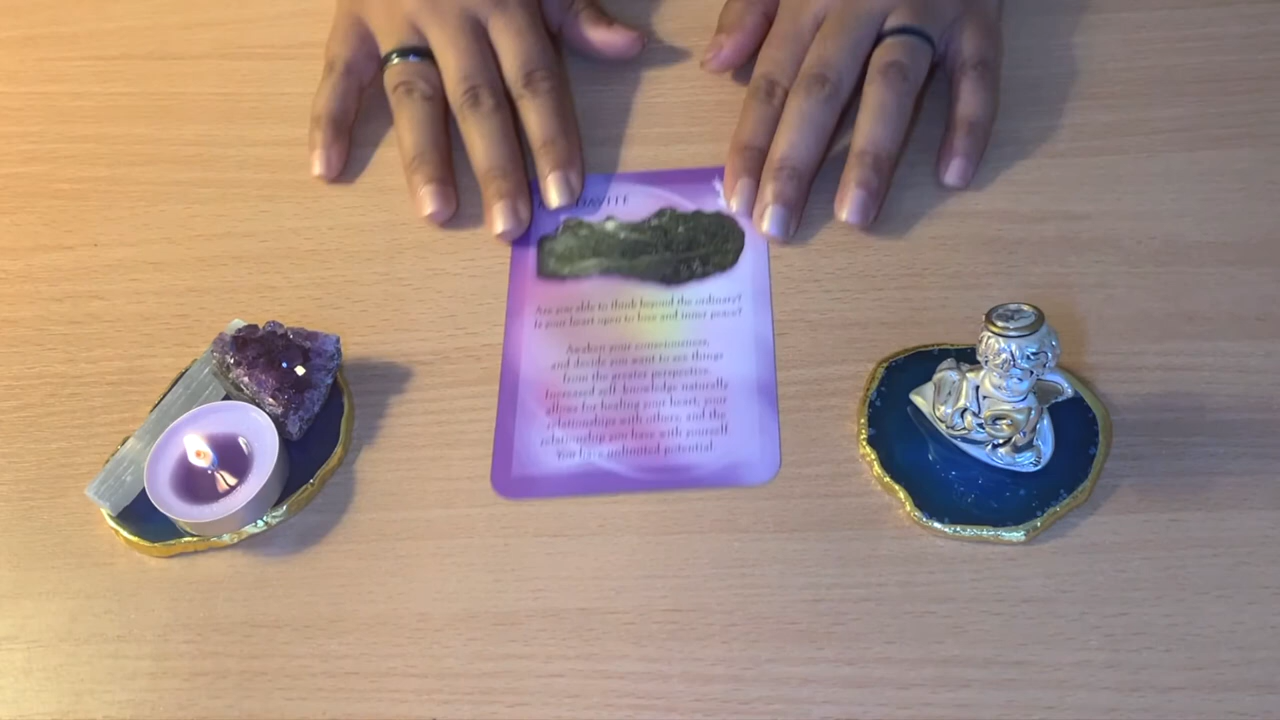 DAVITE
Are you able to think beyond the ordinary?
Is your heart open to love and inner peace?
Awaken your consciousness,
and decide you want to see things
from the greater perspective.
Increased self-knowledge naturally
allows for healing your heart, your
relationships with others, and the
relationship you have with yourself.
You have unlimited potential.